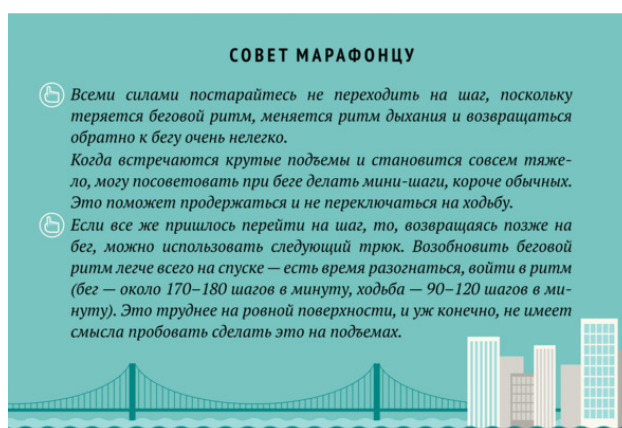 СОВЕТ МАРАФОНЦУ
Всеми силами постарайтесь не переходить на шаг, поскольку
теряется беговой ритм, меняется ритм дыхания и возвращаться
обратно к бегу очень нелегко.
Когда встречаются крутые подъемы и становится совсем тяже-
ло, могу посоветовать при беге делать мини-шаги, короче обычных.
Это поможет продержаться и не переключаться на ходьбу.
Если все же пришлось перейти на шаг, то, возвращаясь позже на
бег, можно использовать следующий трюк. Возобновить беговой
ритм легче всего на спуске — есть время разогнаться, войти в ритм
(бег — около 170–180 шагов в минуту, ходьба — 90–120 шагов в ми-
нуту). Это труднее на ровной поверхности, и уж конечно, не имеет
смысла пробовать сделать это на подъемах.